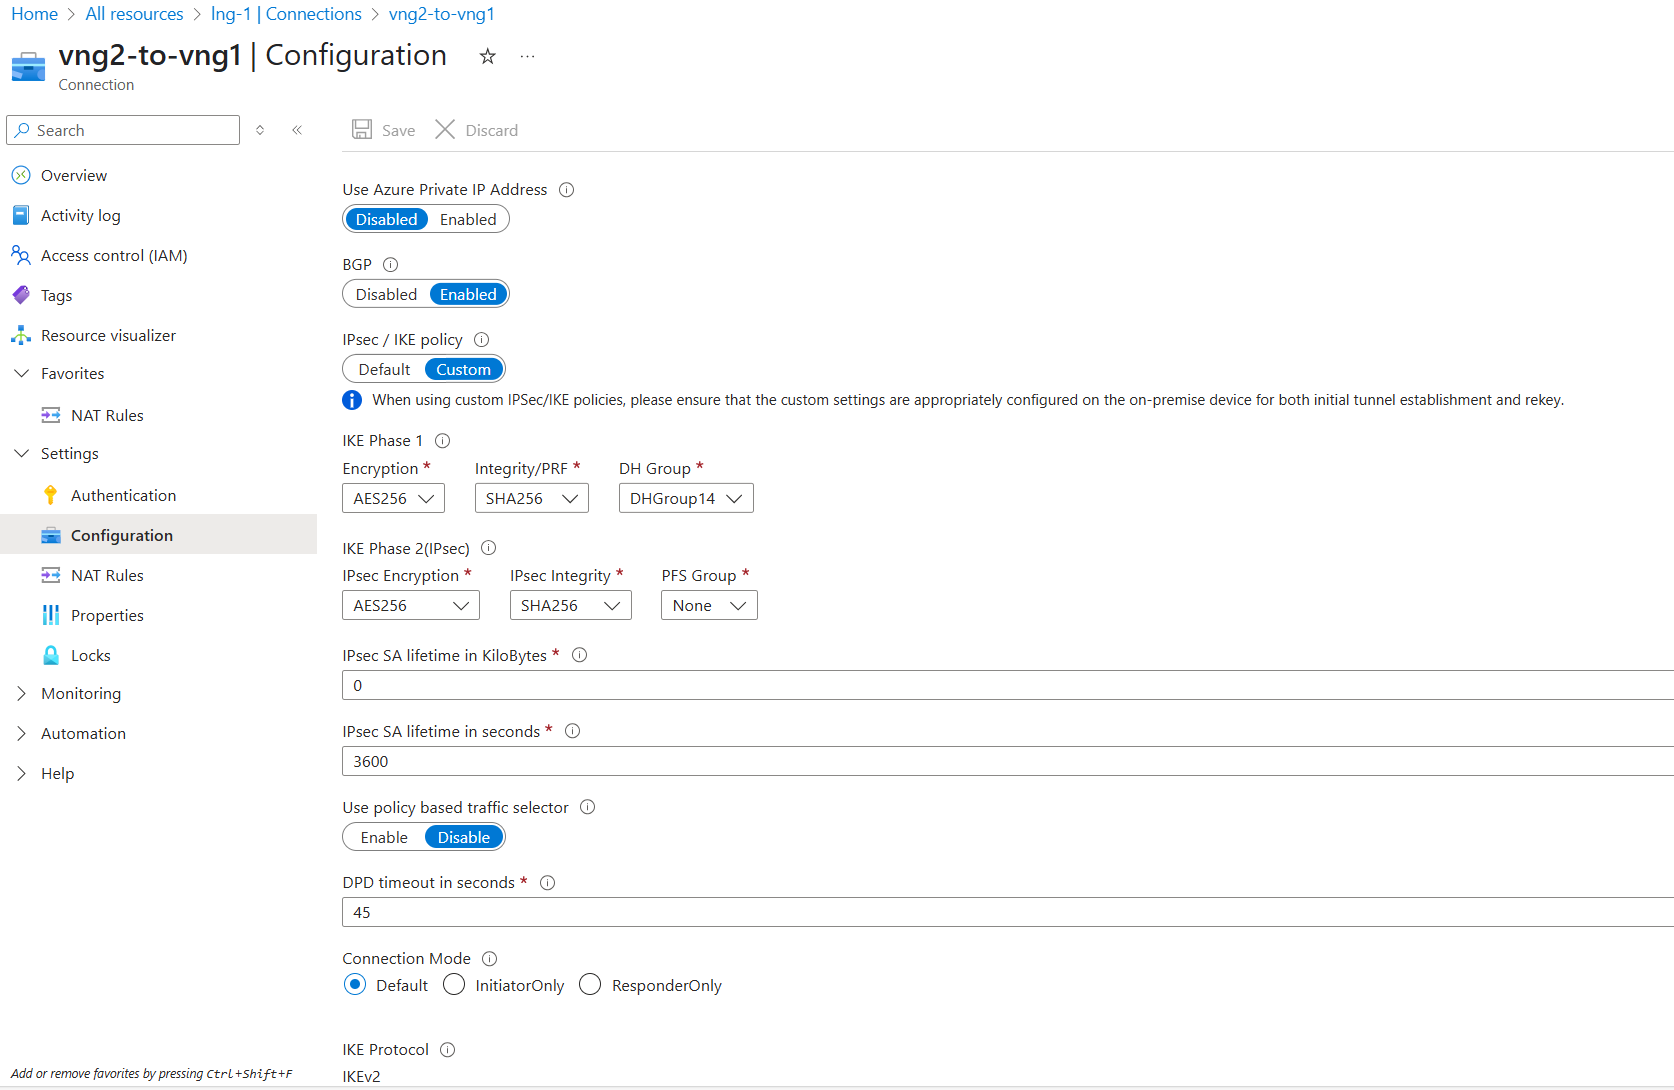 Home > All resources > lng-1 | Connections > vng2-to-vng1
vng2-to-vng1 | Configuration
Connection
Search
Save
Discard
Overview
Activity log
Access control (IAM)
Tags
Resource visualizer
Favorites
NAT Rules
Settings
Authentication
Configuration
NAT Rules
Properties
Locks
Monitoring
Automation
Help
Add or remove favorites by pressing Ctrl+Shift+F
Use Azure Private IP Address
Disabled Enabled
BGP
Disabled Enabled
IPsec / IKE policy
Default Custom
When using custom IPSec/IKE policies, please ensure that the custom settings are appropriately configured on the on-premise device for both initial tunnel establishment and rekey.
IKE Phase 1
Encryption * Integrity/PRF * DH Group *
AES256 SHA256 DHGroup14
IKE Phase 2(IPsec)
IPsec Encryption * IPsec Integrity * PFS Group *
AES256 SHA256 None
IPsec SA lifetime in KiloBytes *
0
IPsec SA lifetime in seconds *
3600
Use policy based traffic selector
Enable Disable
DPD timeout in seconds *
45
Connection Mode
Default InitiatorOnly ResponderOnly
IKE Protocol
IKEv2